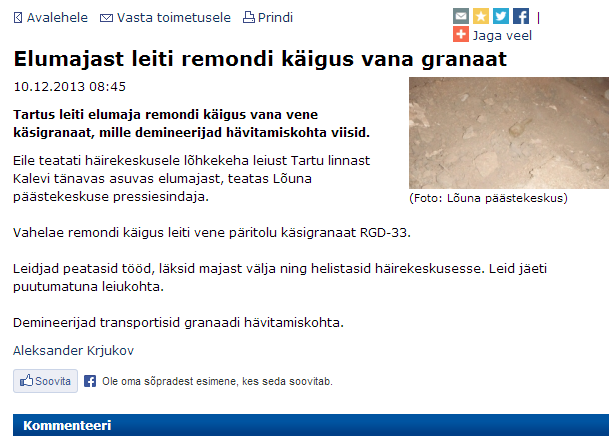 Avalehele Vasta toimetusele Prindi
|
Jaga veel
Elumajast leiti remondi käigus vana granaat
10.12.2013 08:45
Tartus leiti elumaja remondi käigus vana vene
käsigranaat, mille demineerijad hävitamiskohta viisid.
Eile teatati häirekeskusele lõhkekeha leiust Tartu linnast
Kalevi tänavas asuvas elumajast, teatas Lõuna
päästekeskuse pressiesindaja.
(Foto: Lõuna päästekeskus)
Vahelae remondi käigus leiti vene päritolu käsigranaat RGD-33.
Leidjad peatasid tööd, läksid majast välja ning helistasid häirekeskusesse. Leid jäeti
puutumatuna leiukohta.
Demineerijad transportisid granaadi hävitamiskohta.
Aleksander Krjukov
Soovita Ole oma sõpradest esimene, kes seda soovitab.
Kommenteeri